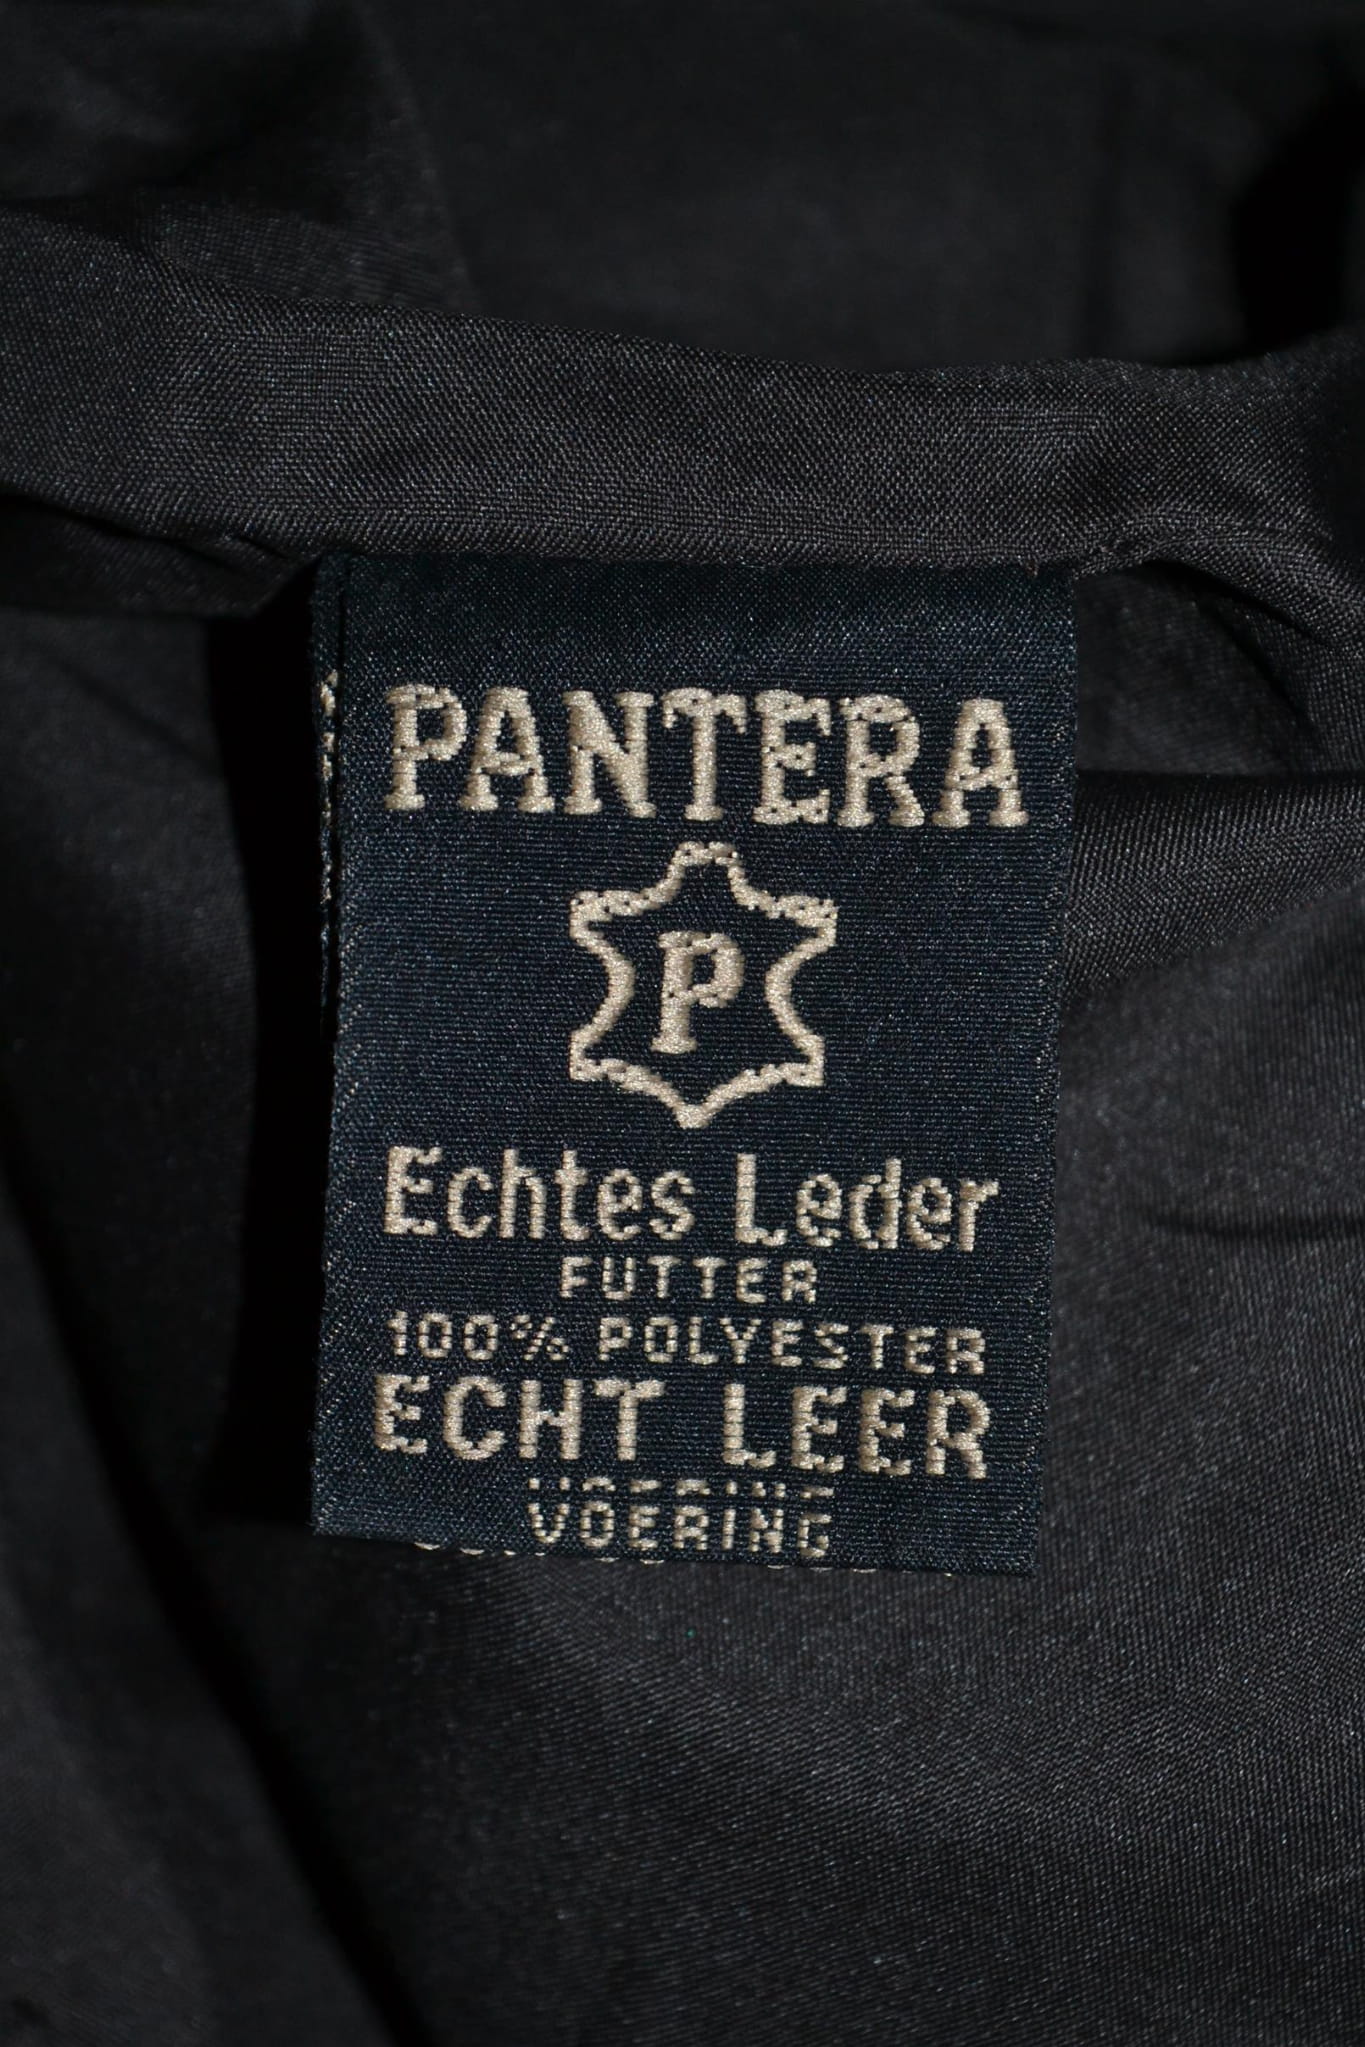 PANTERA
P
Echtes Leder
FUTTER
100% POLYESTER
ECHT LEER
VOERING